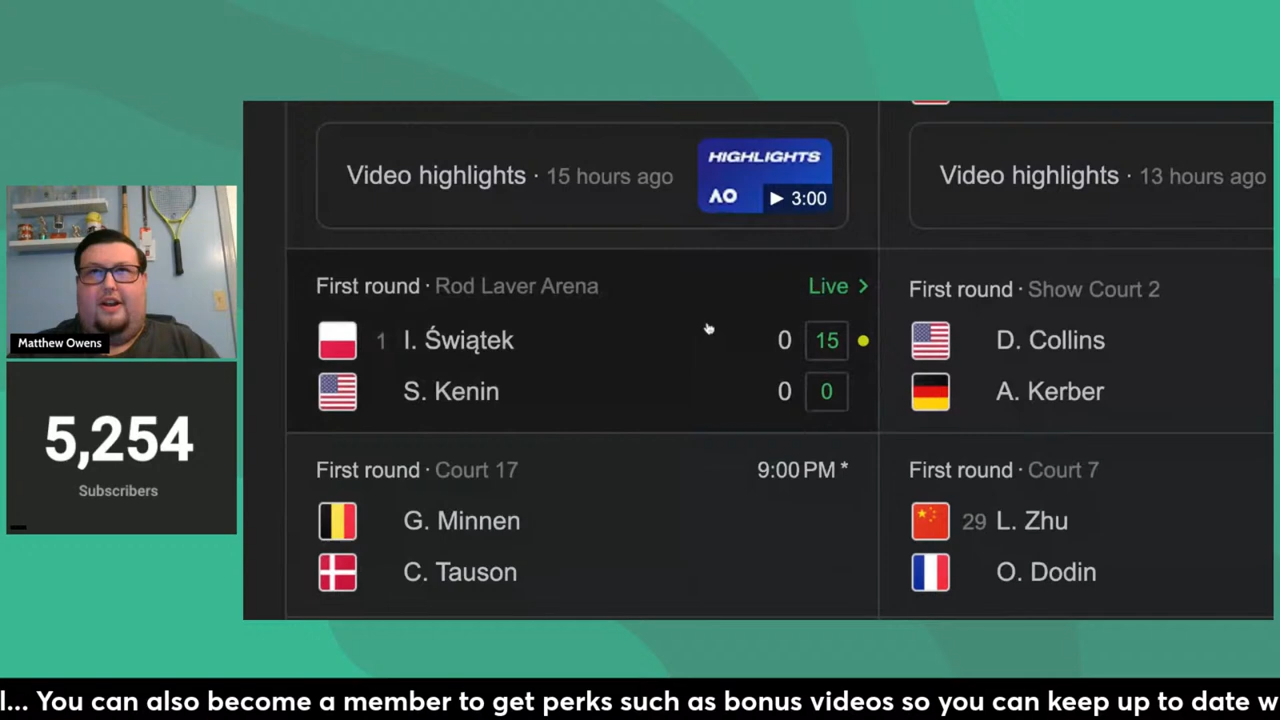 Video highlights · 15 hours ago
HIGHLIGHTS
AO
3:00
Video highlights · 13 hours ago
First round · Rod Laver Arena
Live
1 I. Świątek 0 15
S. Kenin 0 0
First round · Show Court 2
D. Collins
A. Kerber
First round · Court 17 9:00 PM *
G. Minnen
C. Tauson
First round · Court 7
29 L. Zhu
O. Dodin
Matthew Owens
5,254
Subscribers
l... You can also become a member to get perks such as bonus videos so you can keep up to date w